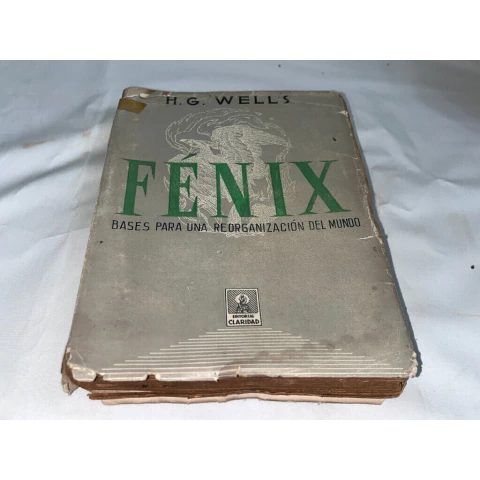 H. G. WELLS
FÉNIX
BASES PARA UNA REORGANIZACIÓN DEL MUNDO
EDITORIAL
CLARIDAD